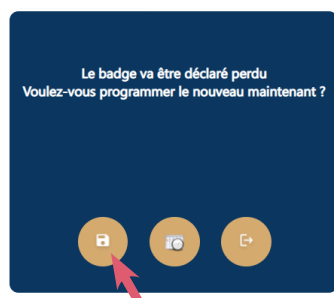 Le badge va être déclaré perdu
Voulez-vous programmer le nouveau maintenant ?